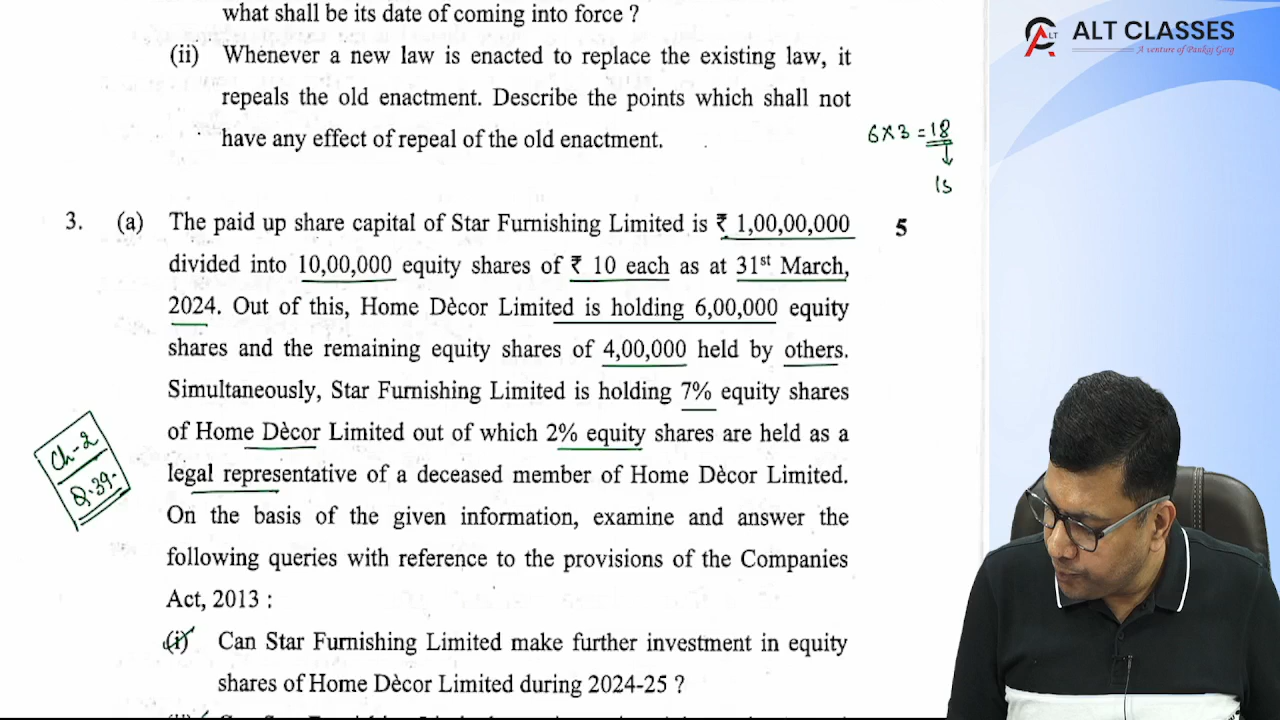 what shall be its date of coming into force ?
(ii) Whenever a new law is enacted to replace the existing law, it
repeals the old enactment. Describe the points which shall not
have any effect of repeal of the old enactment.
ALT
ALT CLASSES
A venture of Pankaj Garg
6x3 = 18
15
3. (a) The paid up share capital of Star Furnishing Limited is ₹ 1,00,00,000 5
divided into 10,00,000 equity shares of ₹ 10 each as at 31st March,
2024. Out of this, Home Dècor Limited is holding 6,00,000 equity
shares and the remaining equity shares of 4,00,000 held by others.
Simultaneously, Star Furnishing Limited is holding 7% equity shares
of Home Dècor Limited out of which 2% equity shares are held as a
legal representative of a deceased member of Home Dècor Limited.
On the basis of the given information, examine and answer the
following queries with reference to the provisions of the Companies
Act, 2013 :
(i) Can Star Furnishing Limited make further investment in equity
shares of Home Dècor Limited during 2024-25 ?
Ch-2
Q.39.